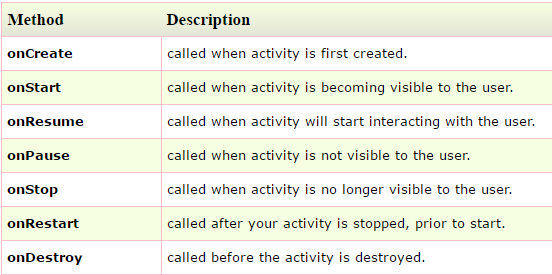 Method Description
onCreate called when activity is first created.
onStart called when activity is becoming visible to the user.
onResume called when activity will start interacting with the user.
onPause called when activity is not visible to the user.
onStop called when activity is no longer visible to the user.
onRestart called after your activity is stopped, prior to start.
onDestroy called before the activity is destroyed.